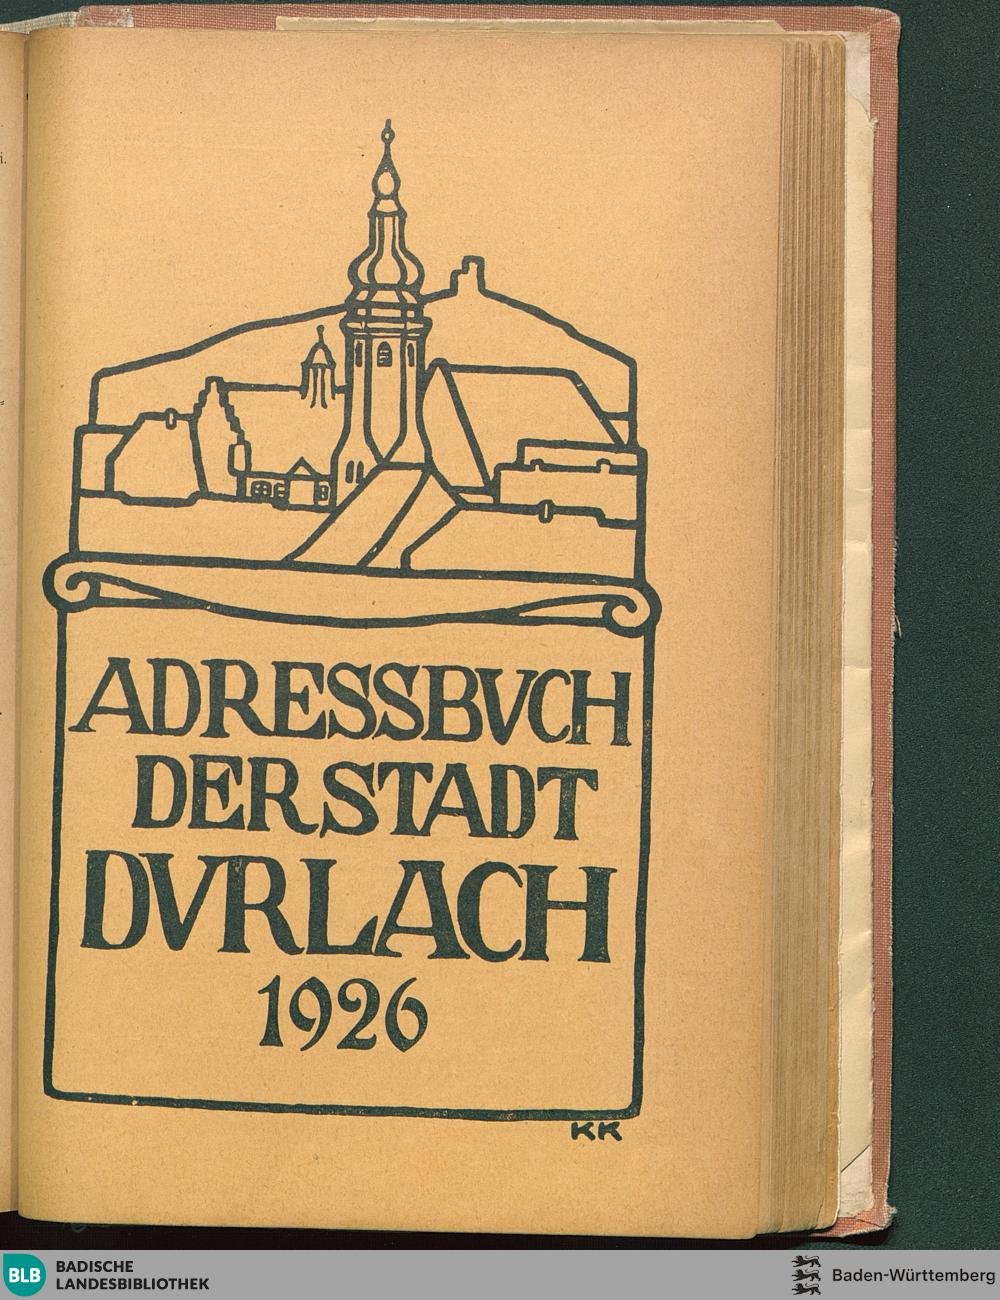 i.
ADRESSBVCH
DER STADT
DVRLACH
1926
KK
BLB BADISCHE
LANDESBIBLIOTHEK
Baden-Württemberg